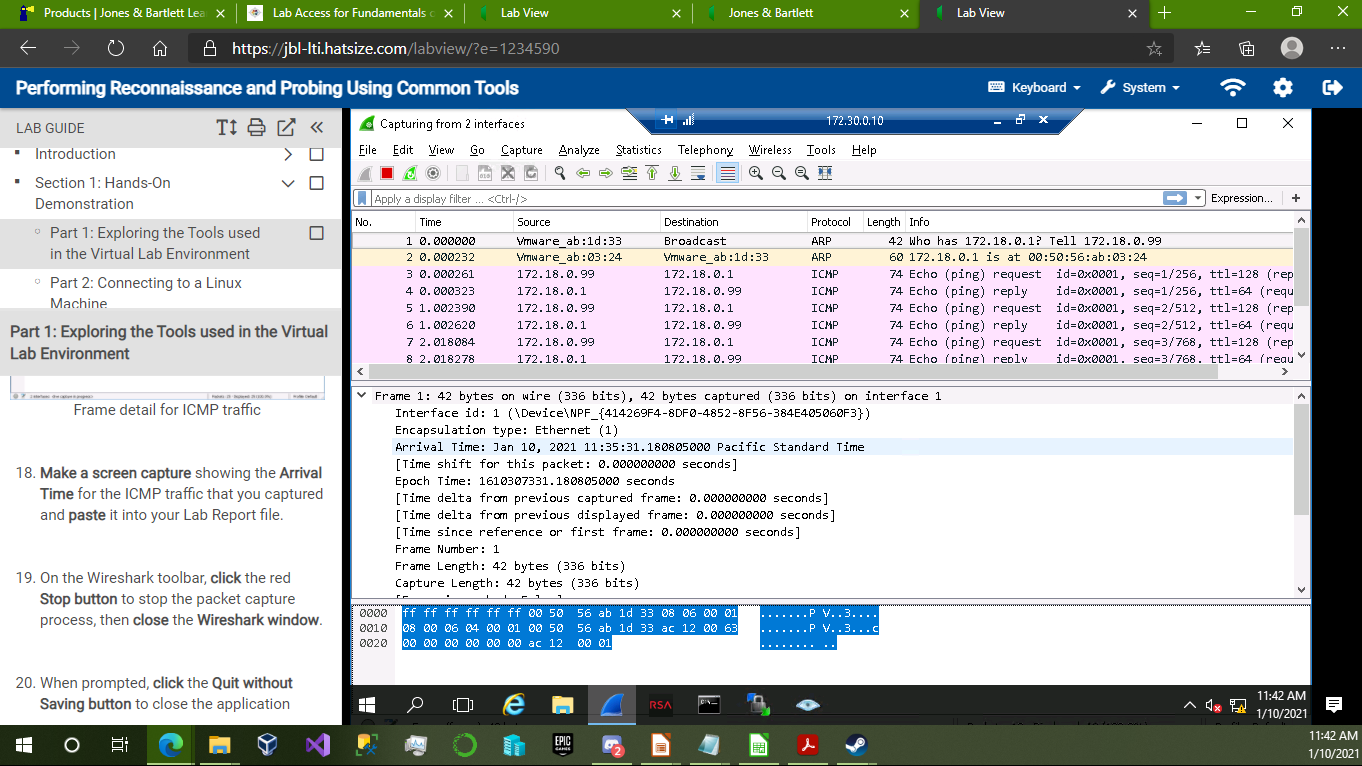 Products | Jones & Bartlett Lea
Lab Access for Fundamentals c
Lab View
Jones & Bartlett
Lab View
https://jbl-lti.hatsize.com/labview/?e=1234590
Performing Reconnaissance and Probing Using Common Tools
Keyboard
System
LAB GUIDE
Introduction
Section 1: Hands-On
Demonstration
Part 1: Exploring the Tools used
in the Virtual Lab Environment
Part 2: Connecting to a Linux
Machine
Part 1: Exploring the Tools used in the Virtual
Lab Environment
Frame detail for ICMP traffic
18. Make a screen capture showing the Arrival
Time for the ICMP traffic that you captured
and paste it into your Lab Report file.
19. On the Wireshark toolbar, click the red
Stop button to stop the packet capture
process, then close the Wireshark window.
20. When prompted, click the Quit without
Saving button to close the application
Capturing from 2 interfaces
172.30.0.10
File Edit View Go Capture Analyze Statistics Telephony Wireless Tools Help
Apply a display filter ... <Ctrl-/>
Expression... +
No. Time Source Destination Protocol Length Info
1 0.000000 Vmware_ab:1d:33 Broadcast ARP 42 Who has 172.18.0.1? Tell 172.18.0.99
2 0.000232 Vmware_ab:03:24 Vmware_ab:1d:33 ARP 60 172.18.0.1 is at 00:50:56:ab:03:24
3 0.000261 172.18.0.99 172.18.0.1 ICMP 74 Echo (ping) request id=0x0001, seq=1/256, ttl=128 (rep
4 0.000323 172.18.0.1 172.18.0.99 ICMP 74 Echo (ping) reply id=0x0001, seq=1/256, ttl=64 (requ
5 1.002390 172.18.0.99 172.18.0.1 ICMP 74 Echo (ping) request id=0x0001, seq=2/512, ttl=128 (rep
6 1.002620 172.18.0.1 172.18.0.99 ICMP 74 Echo (ping) reply id=0x0001, seq=2/512, ttl=64 (requ
7 2.018084 172.18.0.99 172.18.0.1 ICMP 74 Echo (ping) request id=0x0001, seq=3/768, ttl=128 (rep
8 2.018278 172.18.0.1 172.18.0.99 ICMP 74 Echo (ping) reply id=0x0001, seq=3/768, ttl=64 (requ
Frame 1: 42 bytes on wire (336 bits), 42 bytes captured (336 bits) on interface 1
Interface id: 1 (\Device\NPF_{414269F4-8DF0-4852-8F56-384E405060F3})
Encapsulation type: Ethernet (1)
Arrival Time: Jan 10, 2021 11:35:31.180805000 Pacific Standard Time
[Time shift for this packet: 0.000000000 seconds]
Epoch Time: 1610307331.180805000 seconds
[Time delta from previous captured frame: 0.000000000 seconds]
[Time delta from previous displayed frame: 0.000000000 seconds]
[Time since reference or first frame: 0.000000000 seconds]
Frame Number: 1
Frame Length: 42 bytes (336 bits)
Capture Length: 42 bytes (336 bits)
0000 ff ff ff ff ff ff 00 50 56 ab 1d 33 08 06 00 01 .......P V..3....
0010 08 00 06 04 00 01 00 50 56 ab 1d 33 ac 12 00 63 .......P V..3...c
0020 00 00 00 00 00 00 ac 12 00 01 ........ ..
RSA
11:42 AM
1/10/2021
EPIC
GAMES
2
11:42 AM
1/10/2021